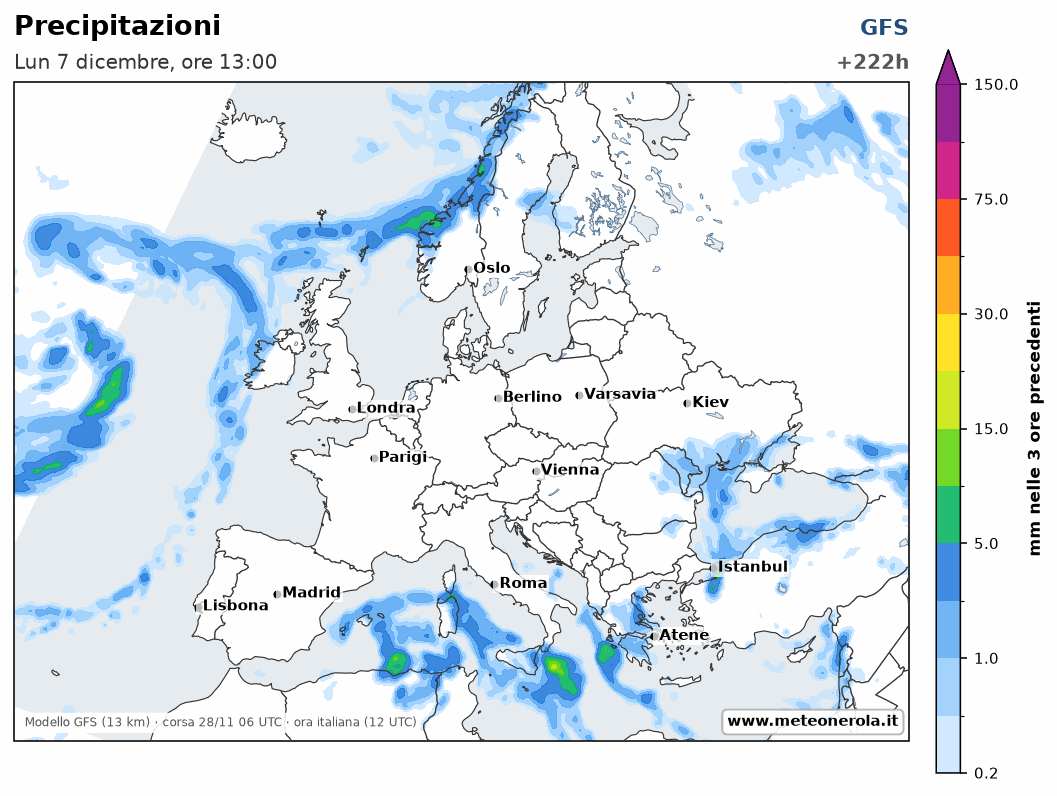 Precipitazioni
GFS
Lun 7 dicembre, ore 13:00
+222h
150.0
75.0
30.0
15.0
5.0
1.0
0.2
mm nelle 3 ore precedenti
Oslo
Berlino
Varsavia
Kiev
Londra
Parigi
Vienna
Istanbul
Roma
Madrid
Lisbona
Atene
Modello GFS (13 km) · corsa 28/11 06 UTC · ora italiana (12 UTC)
www.meteonerola.it